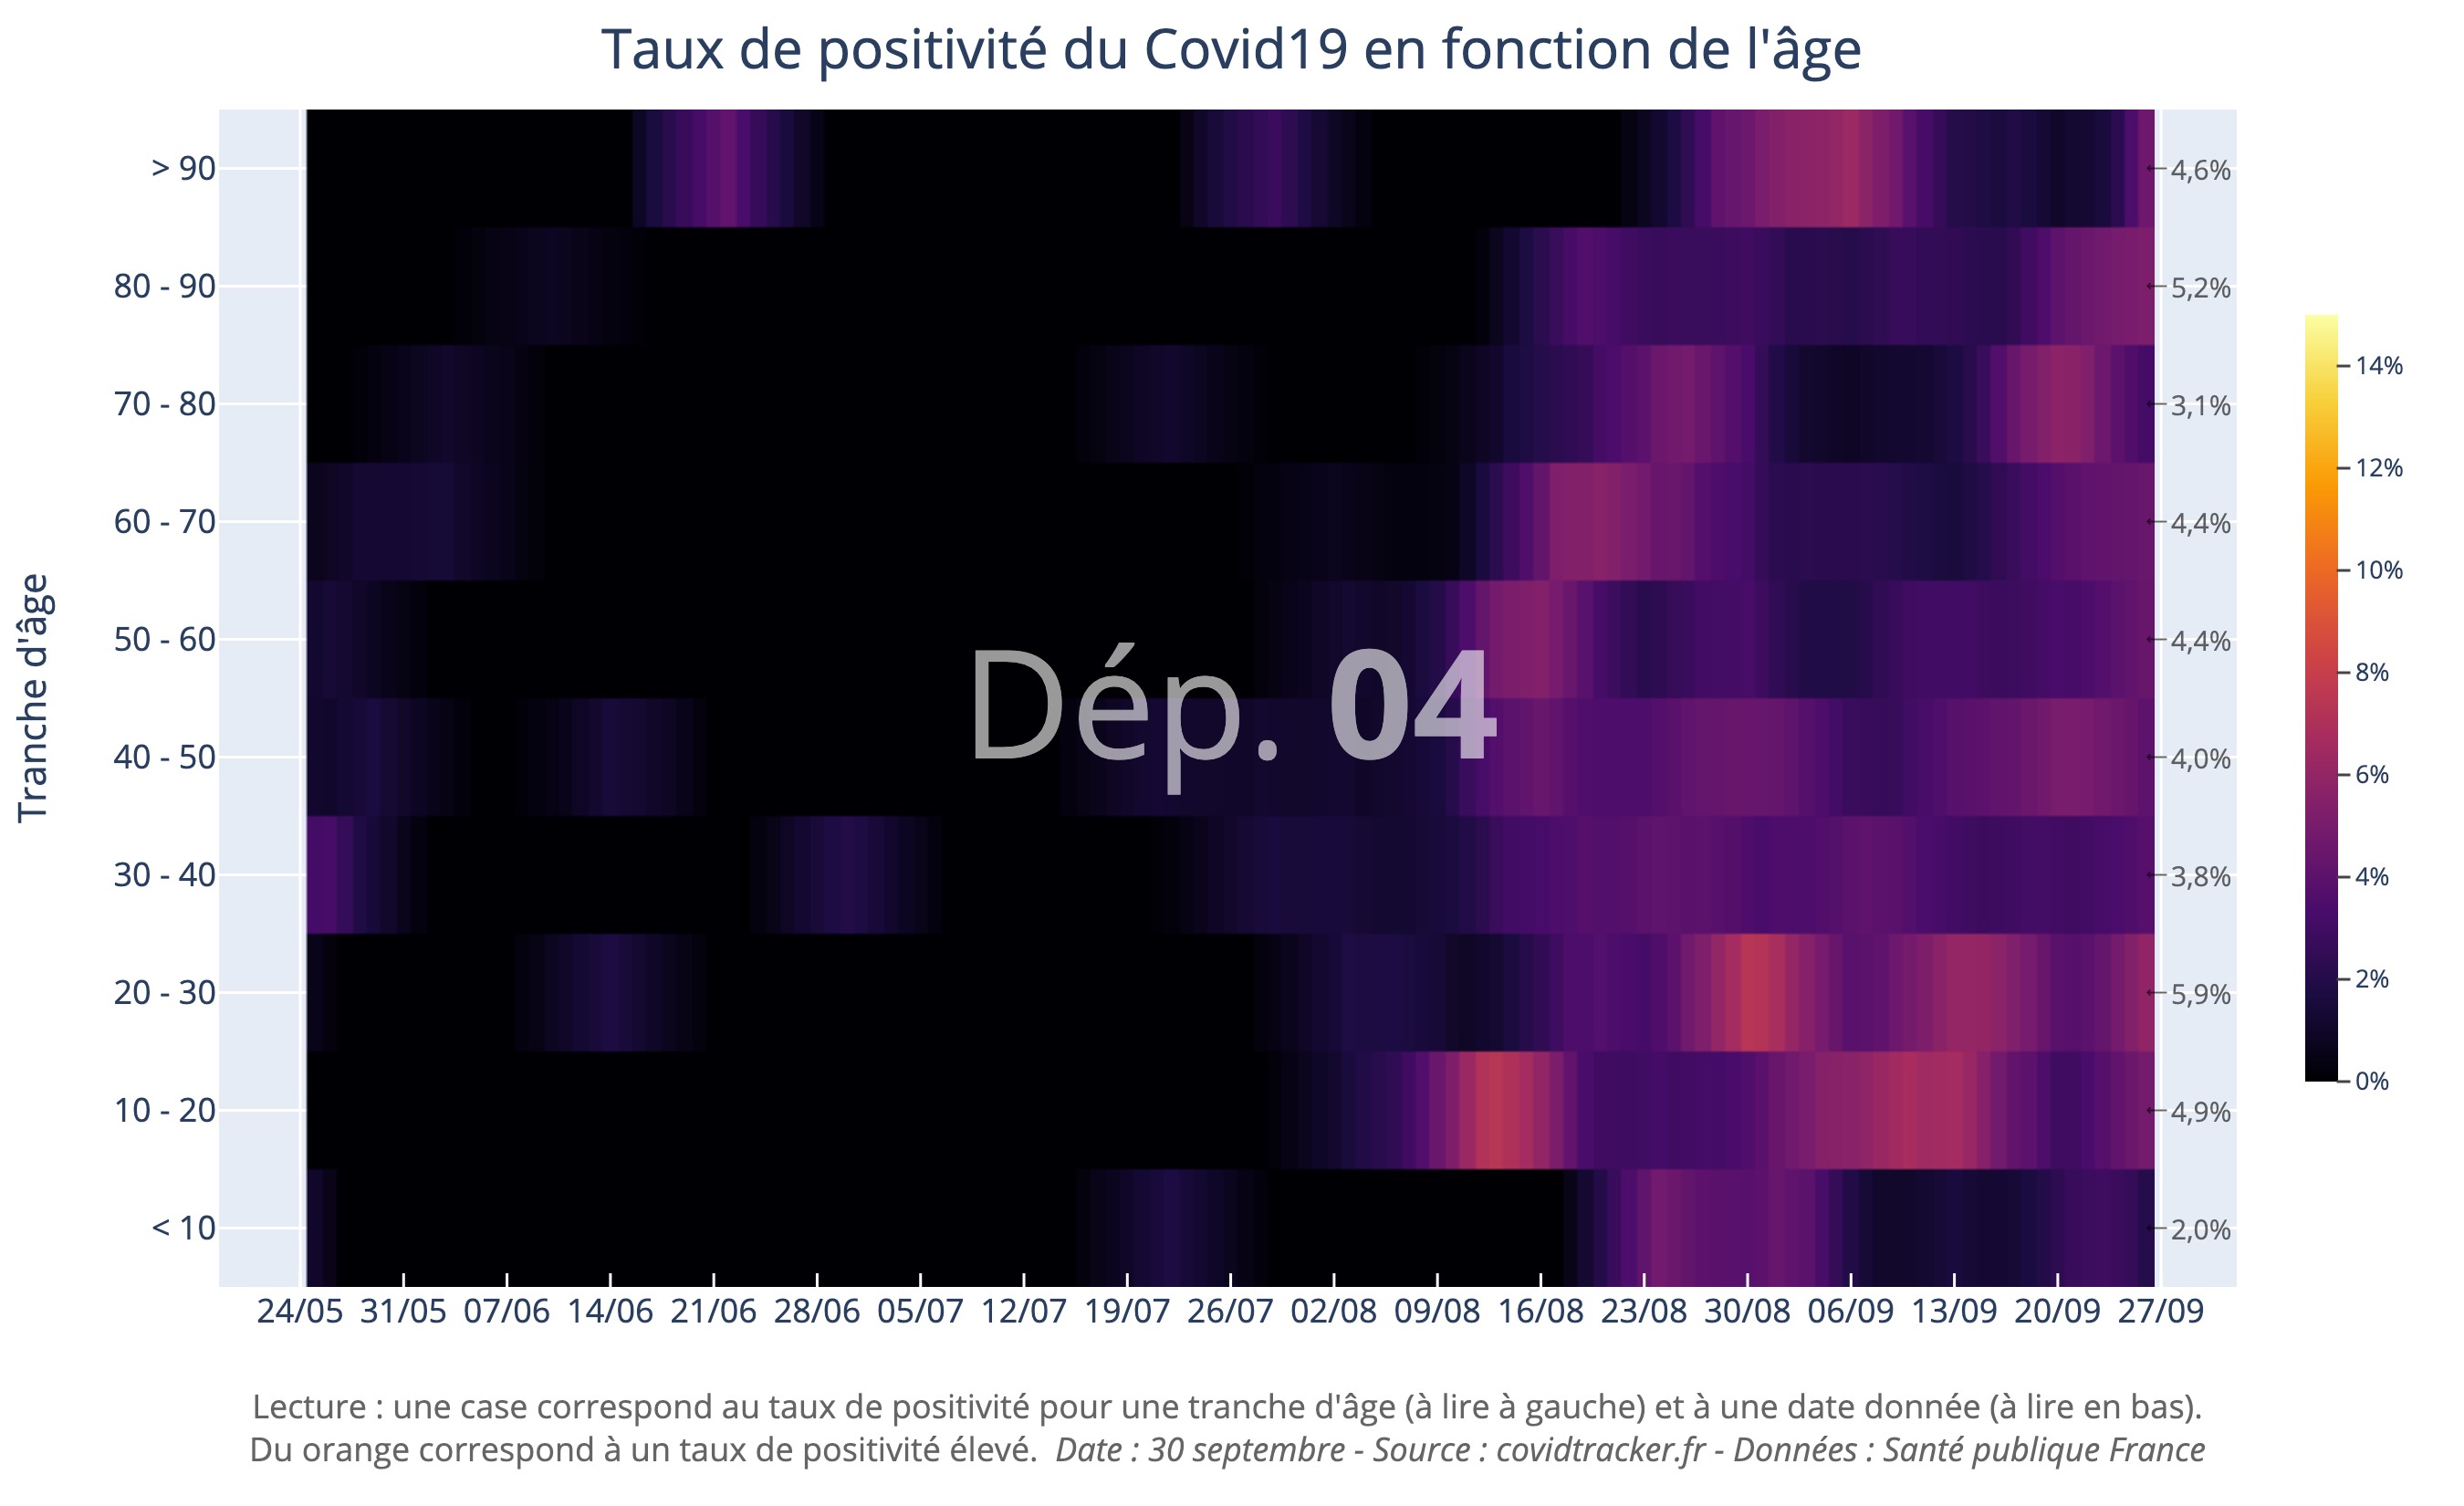 Taux de positivité du Covid19 en fonction de l'âge
Tranche d'âge
> 90
80 - 90
70 - 80
60 - 70
50 - 60
40 - 50
30 - 40
20 - 30
10 - 20
< 10
Dép. 04
4,6%
5,2%
3,1%
4,4%
4,4%
4,0%
3,8%
5,9%
4,9%
2,0%
14%
12%
10%
8%
6%
4%
2%
0%
24/05 31/05 07/06 14/06 21/06 28/06 05/07 12/07 19/07 26/07 02/08 09/08 16/08 23/08 30/08 06/09 13/09 20/09 27/09
Lecture : une case correspond au taux de positivité pour une tranche d'âge (à lire à gauche) et à une date donnée (à lire en bas).
Du orange correspond à un taux de positivité élevé. Date : 30 septembre - Source : covidtracker.fr - Données : Santé publique France